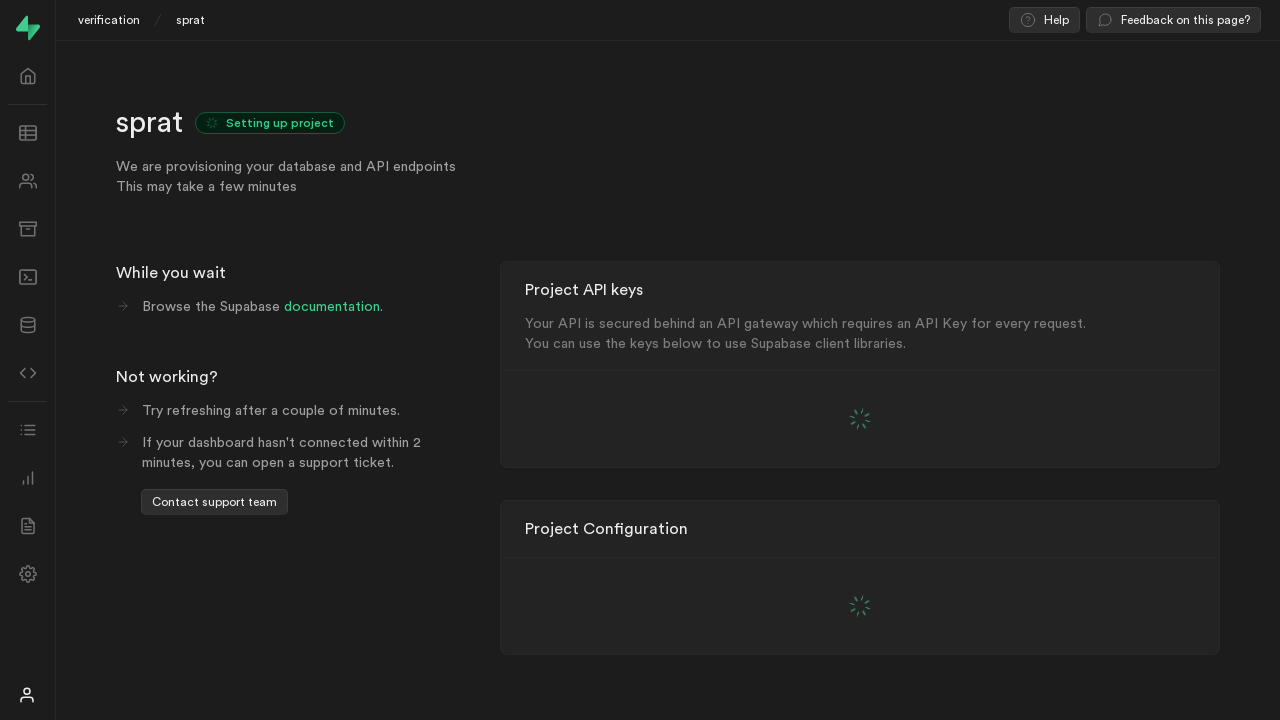 verification / sprat
Help
Feedback on this page?
sprat
Setting up project
We are provisioning your database and API endpoints
This may take a few minutes
While you wait
Browse the Supabase documentation.
Not working?
Try refreshing after a couple of minutes.
If your dashboard hasn't connected within 2
minutes, you can open a support ticket.
Contact support team
Project API keys
Your API is secured behind an API gateway which requires an API Key for every request.
You can use the keys below to use Supabase client libraries.
Project Configuration